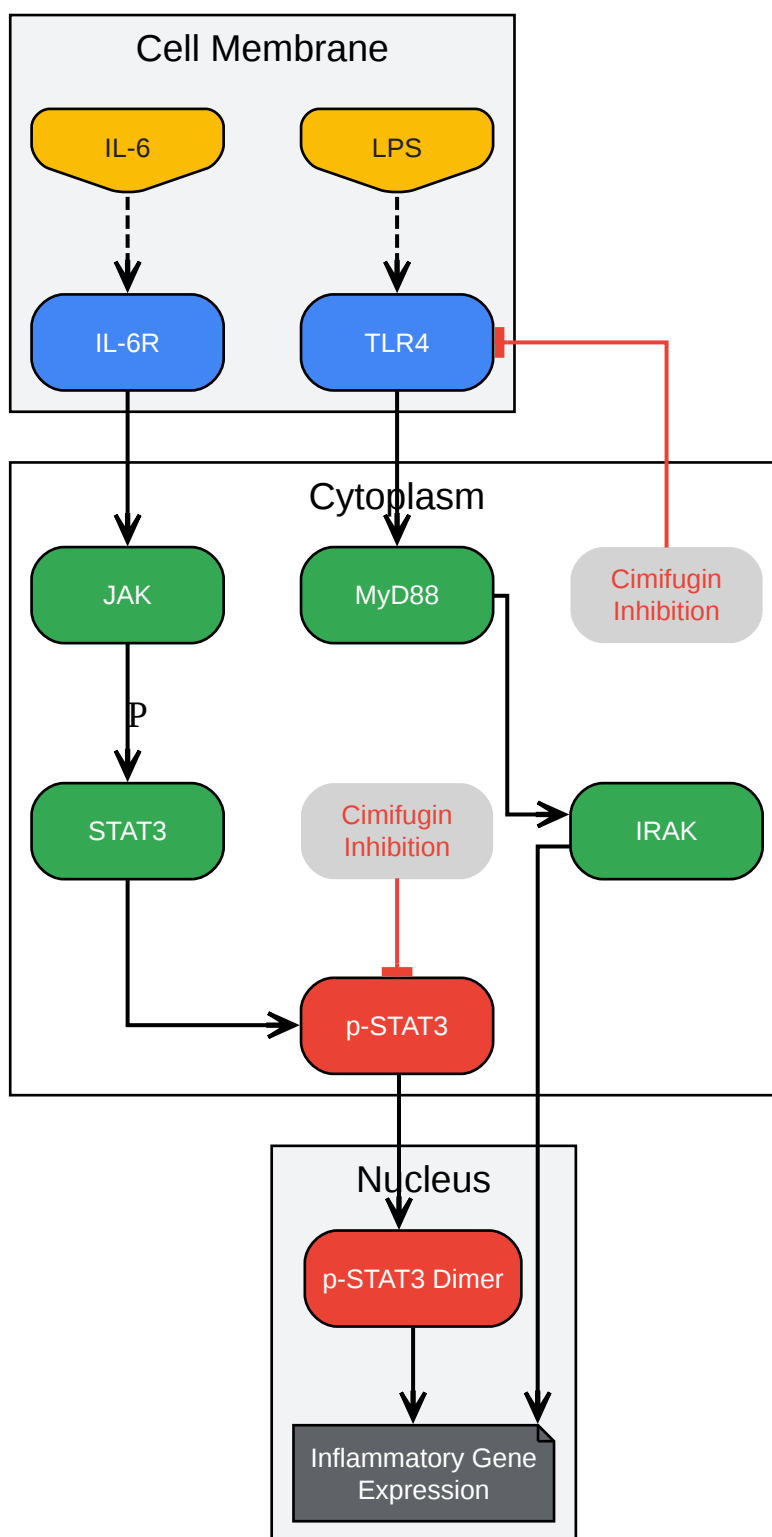 Cell Membrane
IL-6
LPS
IL-6R
TLR4
Cytoplasm
JAK
MyD88
Cimifugin
Inhibition
P
STAT3
Cimifugin
Inhibition
IRAK
p-STAT3
Nucleus
p-STAT3 Dimer
Inflammatory Gene
Expression